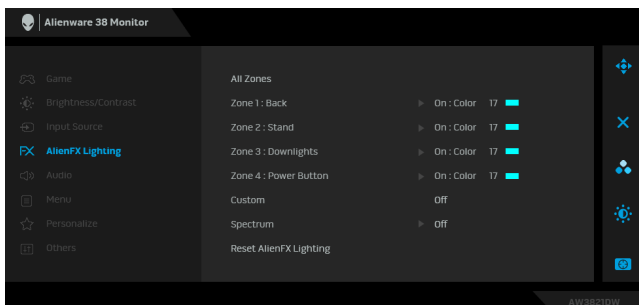 Alienware 38 Monitor
Game
Brightness/Contrast
Input Source
FX AlienFX Lighting
Audio
Menu
Personalize
Others
All Zones
Zone 1 : Back On : Color 17
Zone 2 : Stand On : Color 17
Zone 3 : Downlights On : Color 17
Zone 4 : Power Button On : Color 17
Custom Off
Spectrum Off
Reset AlienFX Lighting
AW3821DW